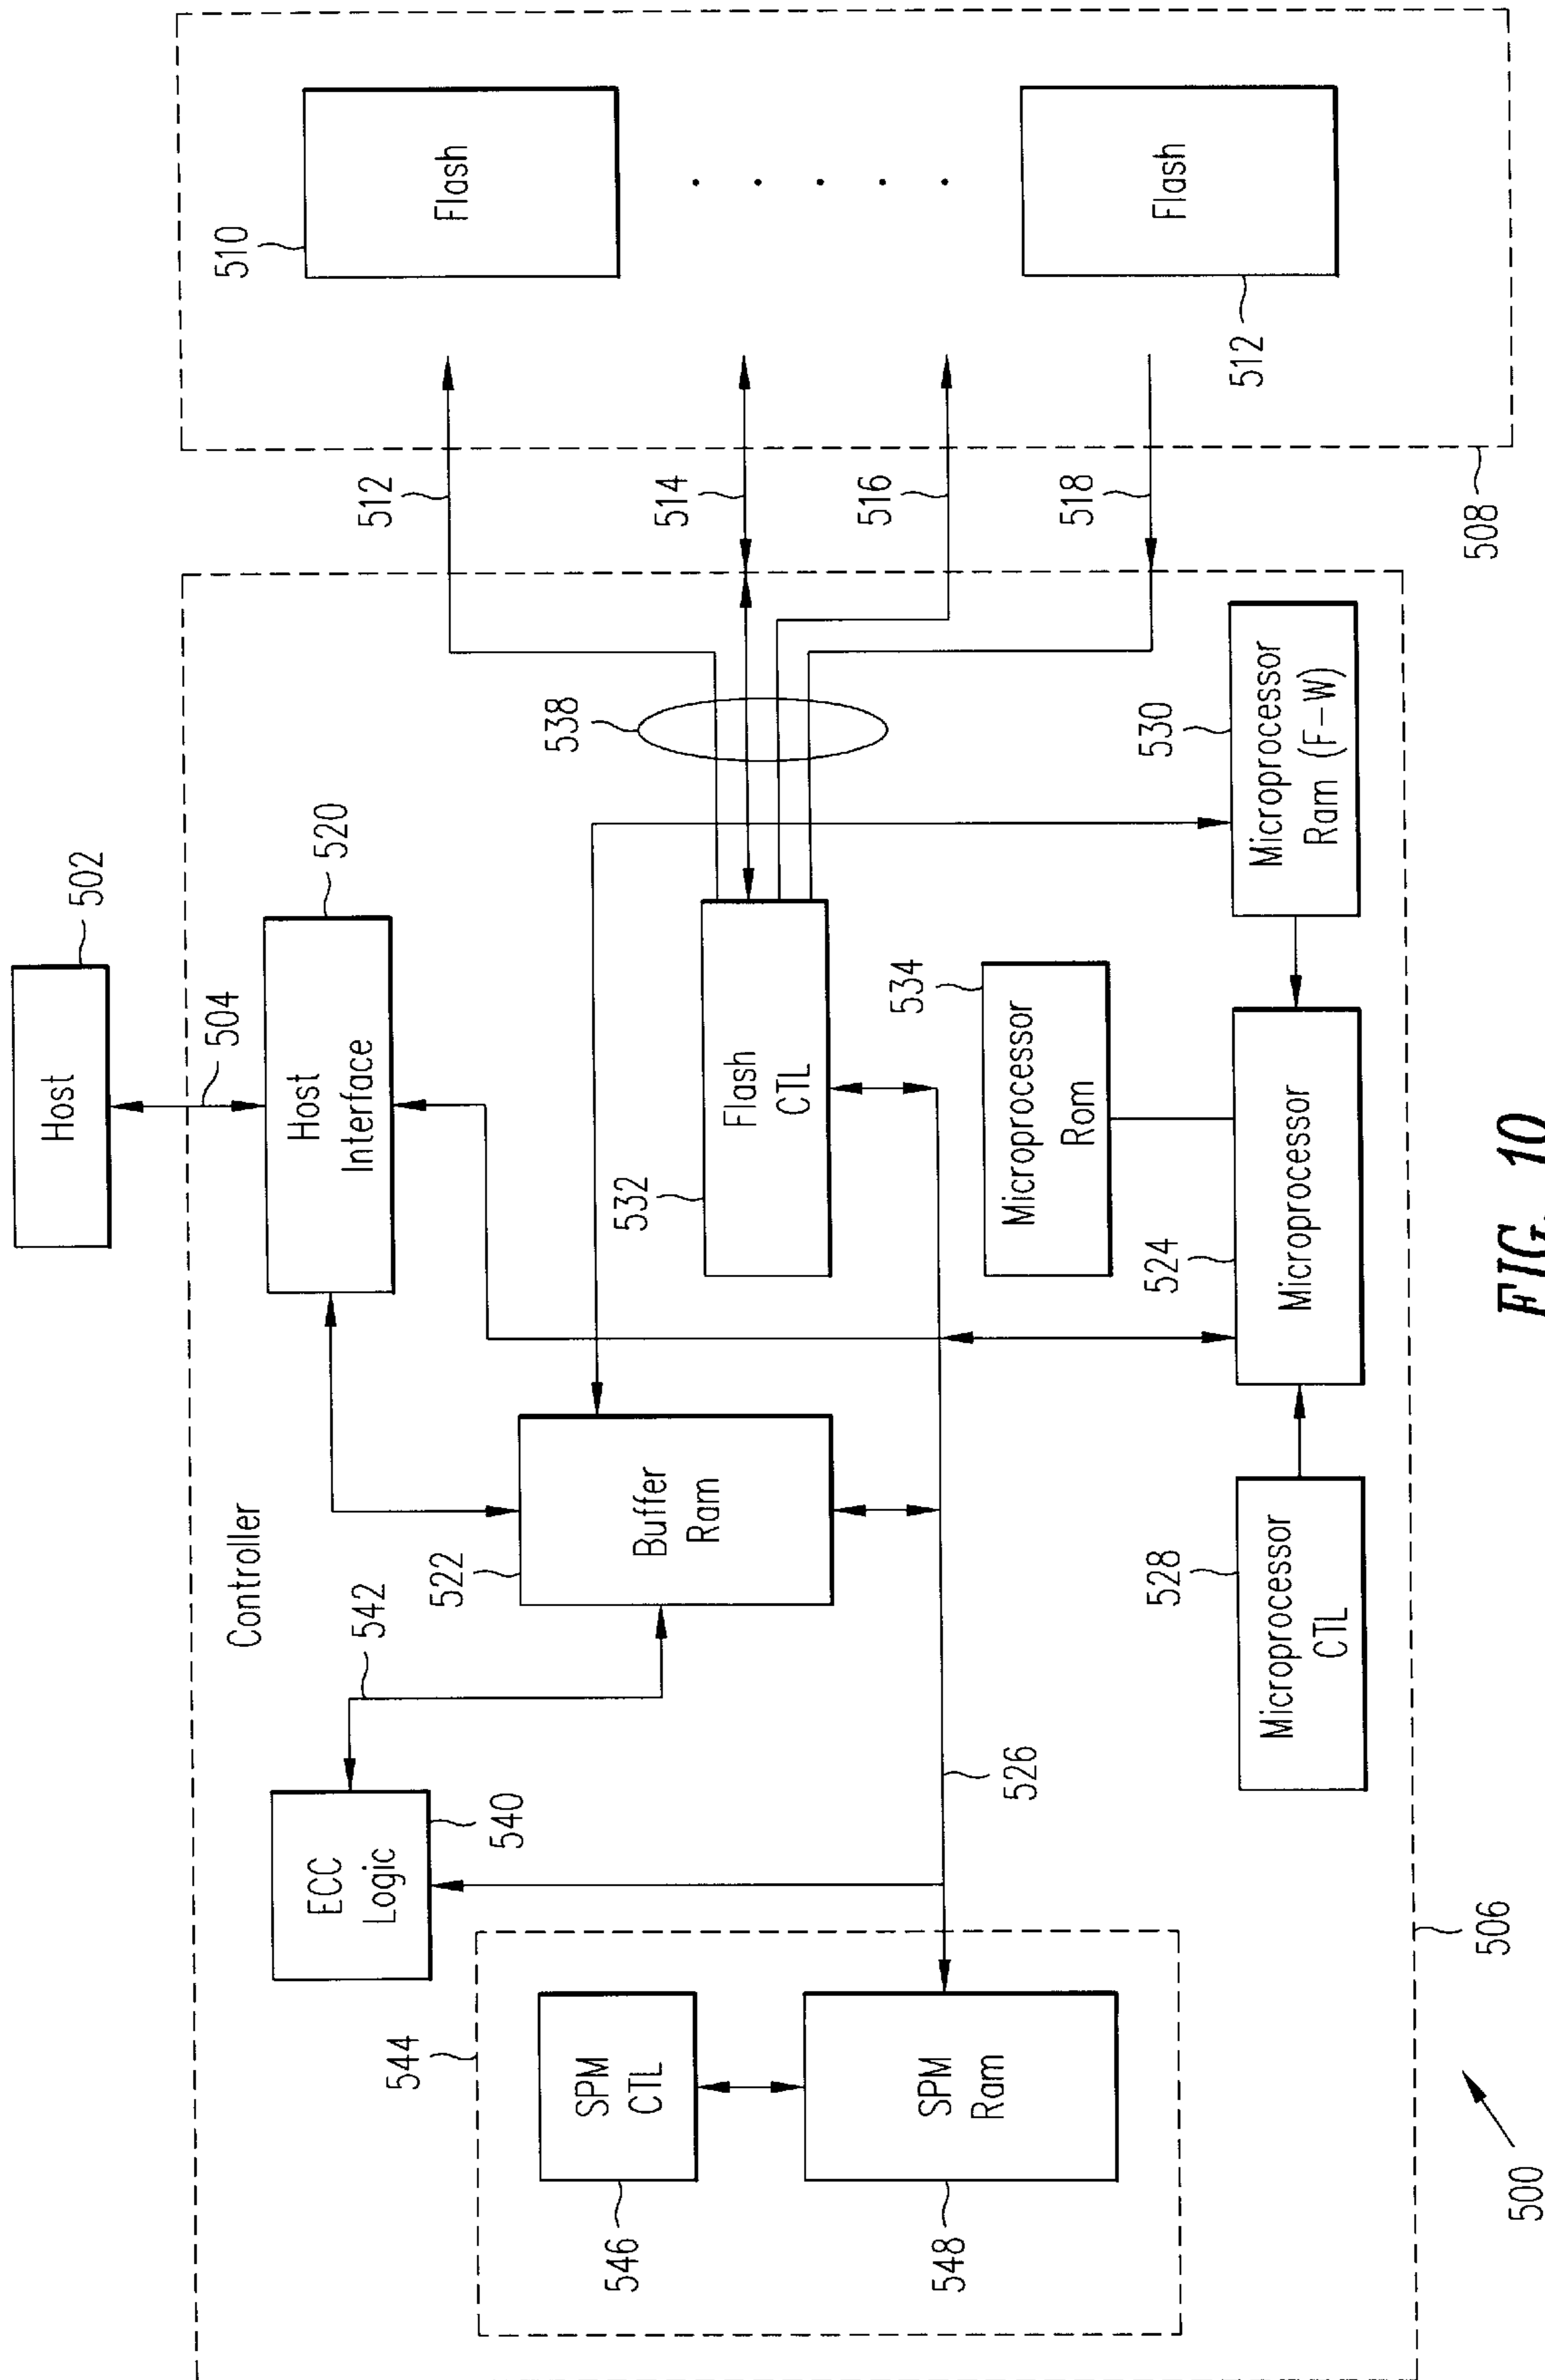 Host
502
504
Controller
510
ECC
Logic
540
542
Host
Interface
520
512
Flash
544
546
SPM
CTL
522
Buffer
Ram
538
514
532
Flash
CTL
516
548
SPM
Ram
526
534
Microprocessor
Rom
518
528
Microprocessor
CTL
524
Microprocessor
530
Microprocessor
Ram (F-W)
512
Flash
506
508
500
FIG. 10